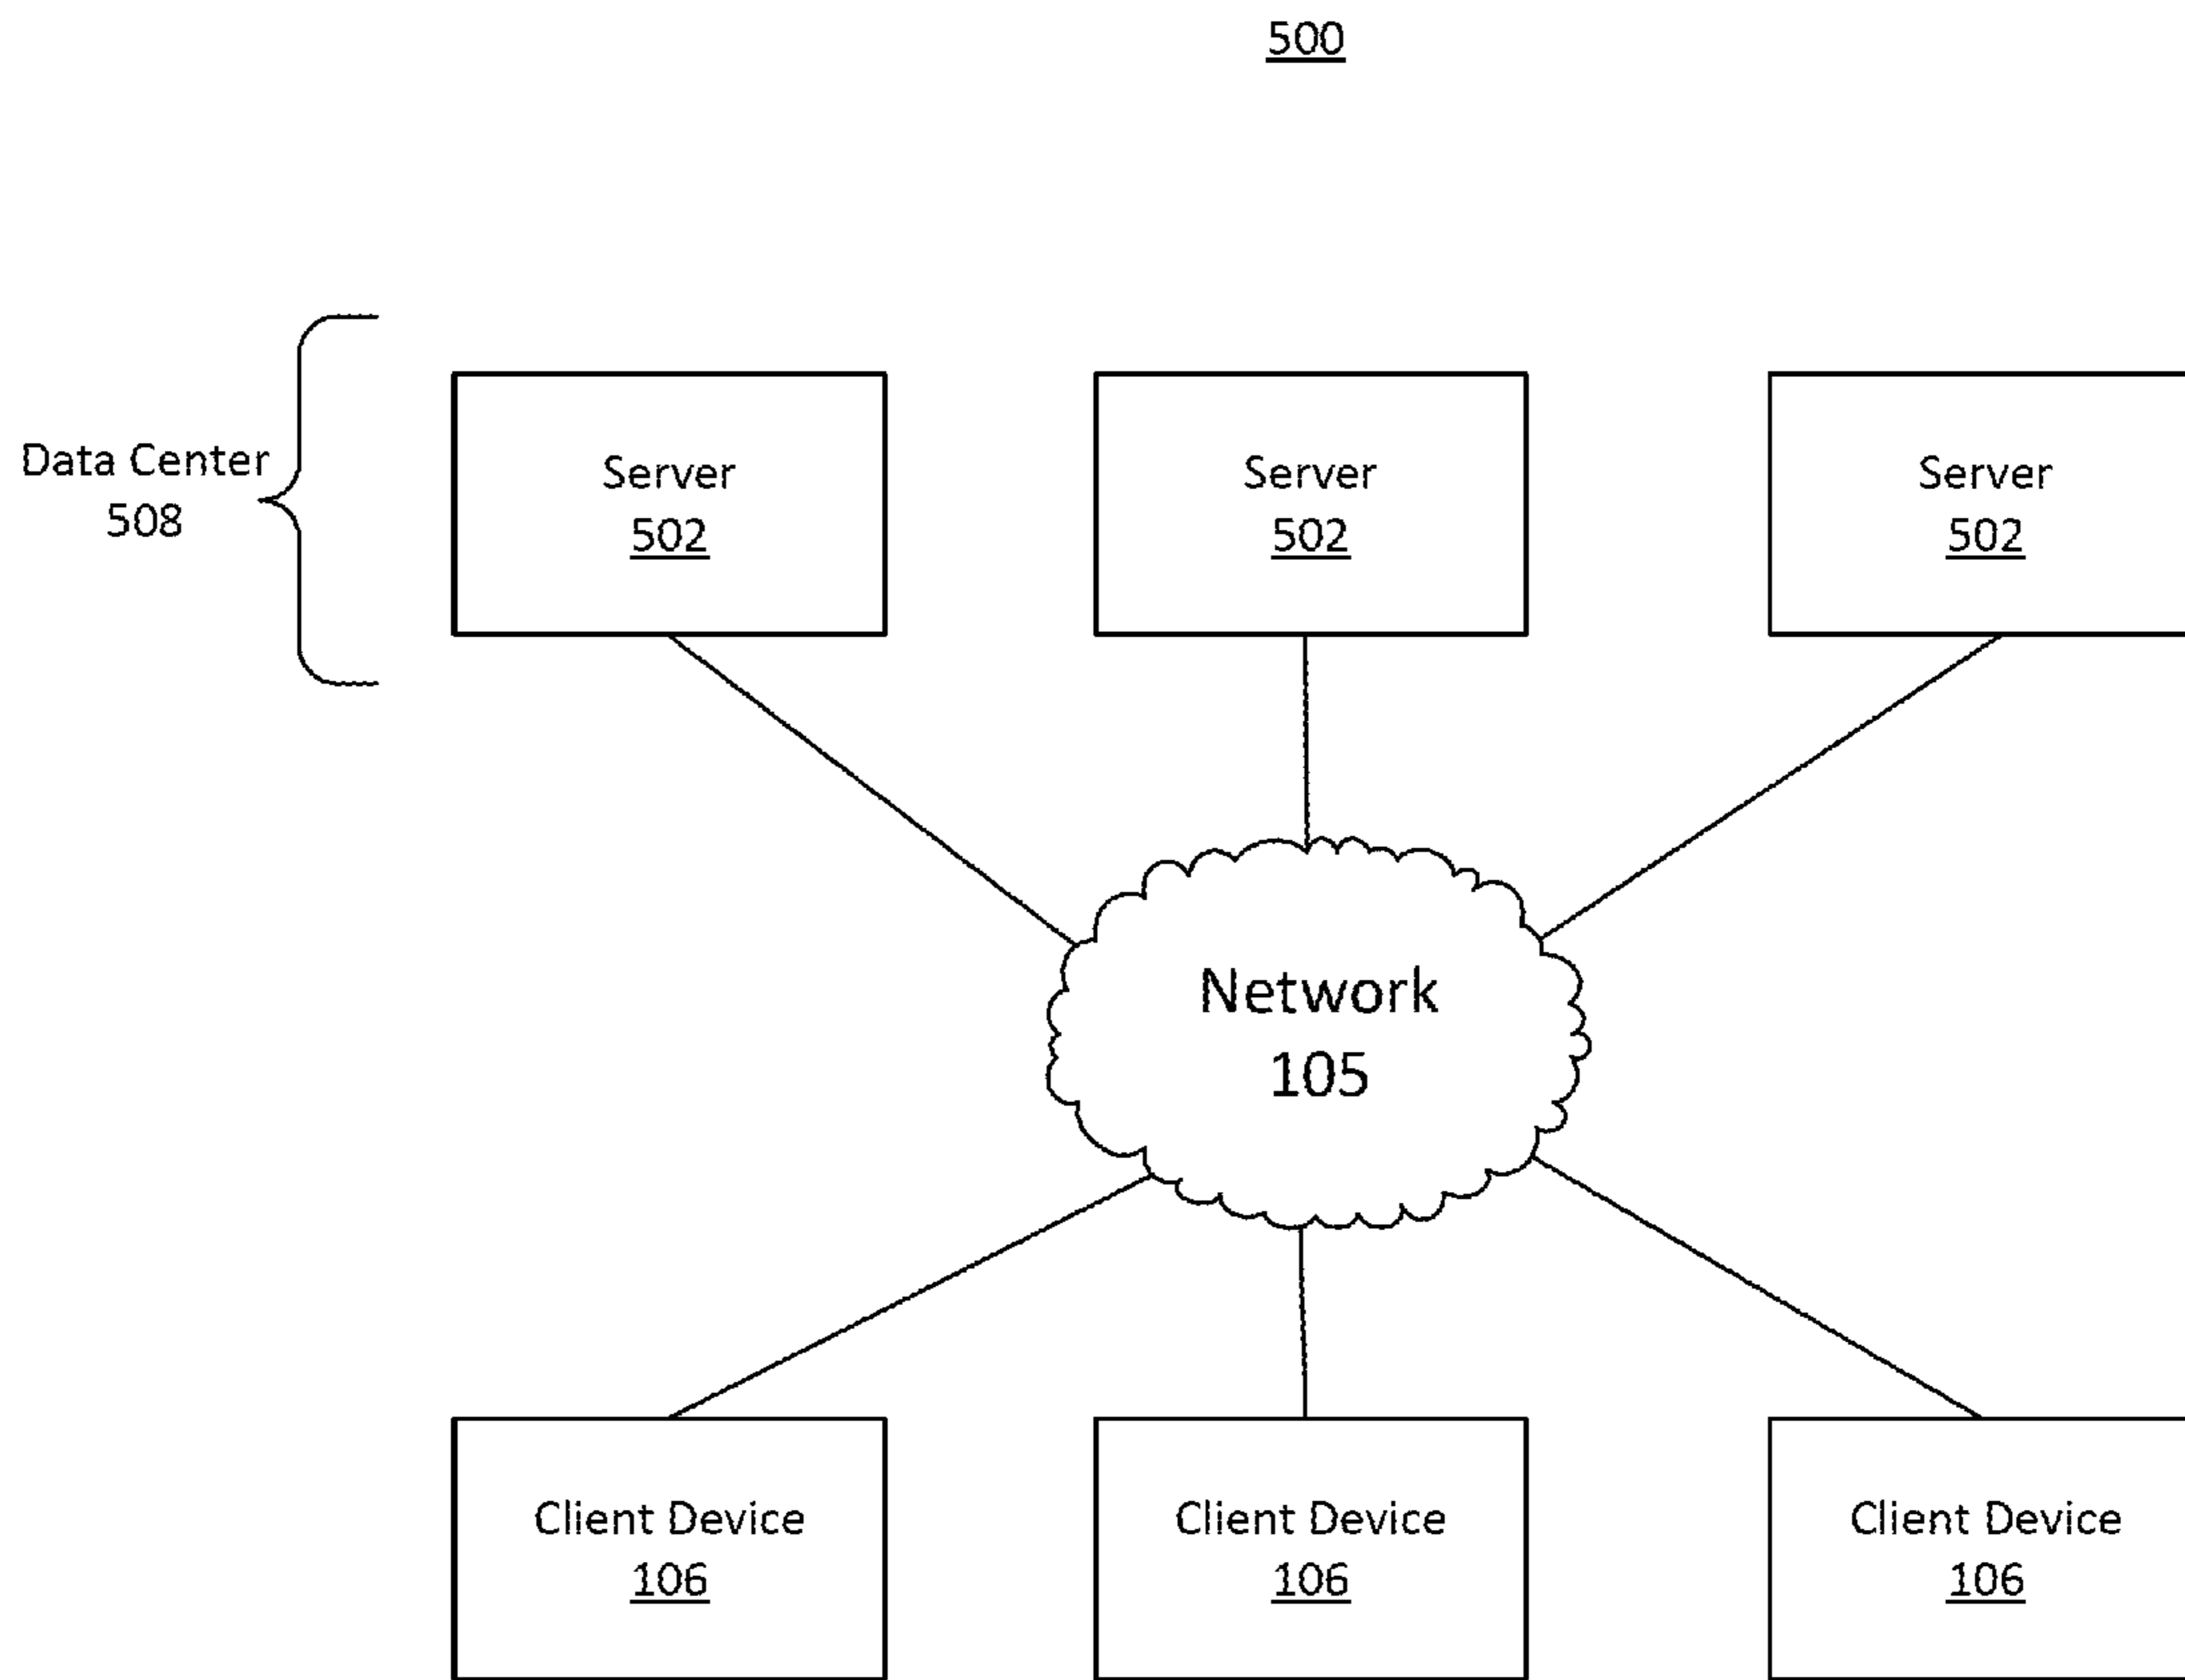 500
Data Center
508
Server
502
Server
502
Server
502
Network
105
Client Device
106
Client Device
106
Client Device
106